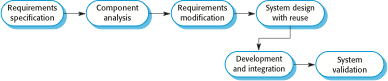 Requirements
specification
Component
analysis
Requirements
modification
System design
with reuse
Development
and integration
System
validation